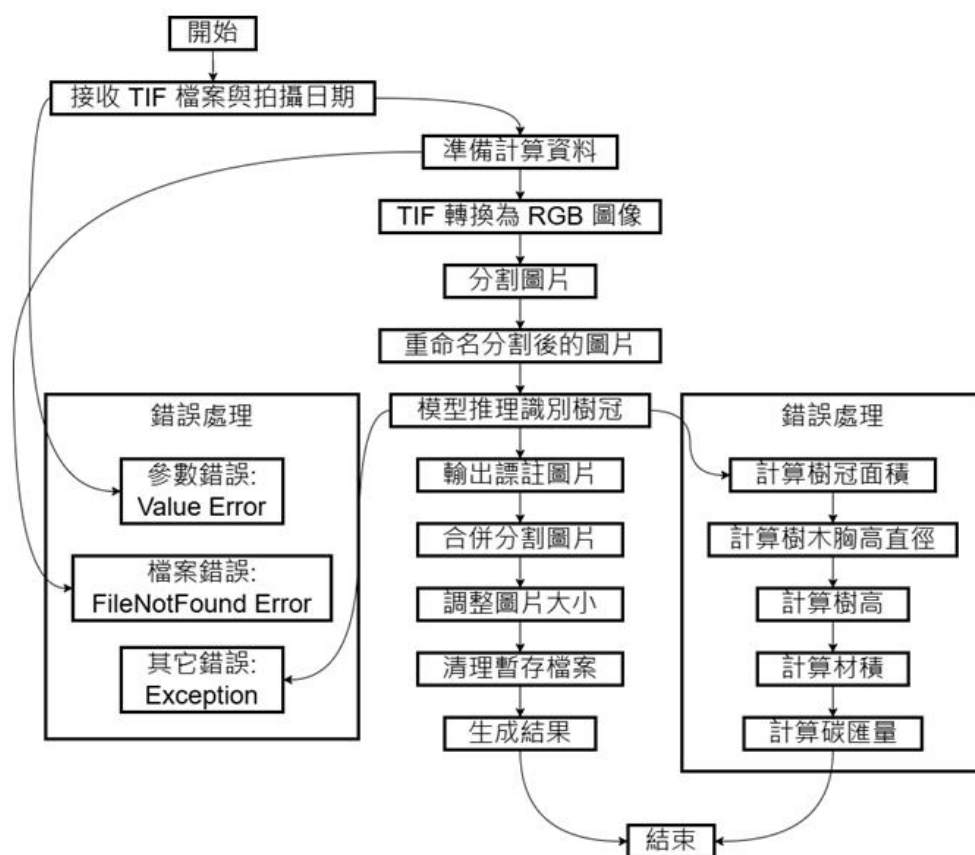 開始
接收 TIF 檔案與拍攝日期
準備計算資料
TIF 轉換為 RGB 圖像
分割圖片
重命名分割後的圖片
模型推理識別樹冠
輸出謤註圖片
合併分割圖片
調整圖片大小
清理暫存檔案
生成結果
錯誤處理
參數錯誤:
Value Error
檔案錯誤:
FileNotFound Error
其它錯誤:
Exception
錯誤處理
計算樹冠面積
計算樹木胸高直徑
計算樹高
計算材積
計算碳匯量
結束